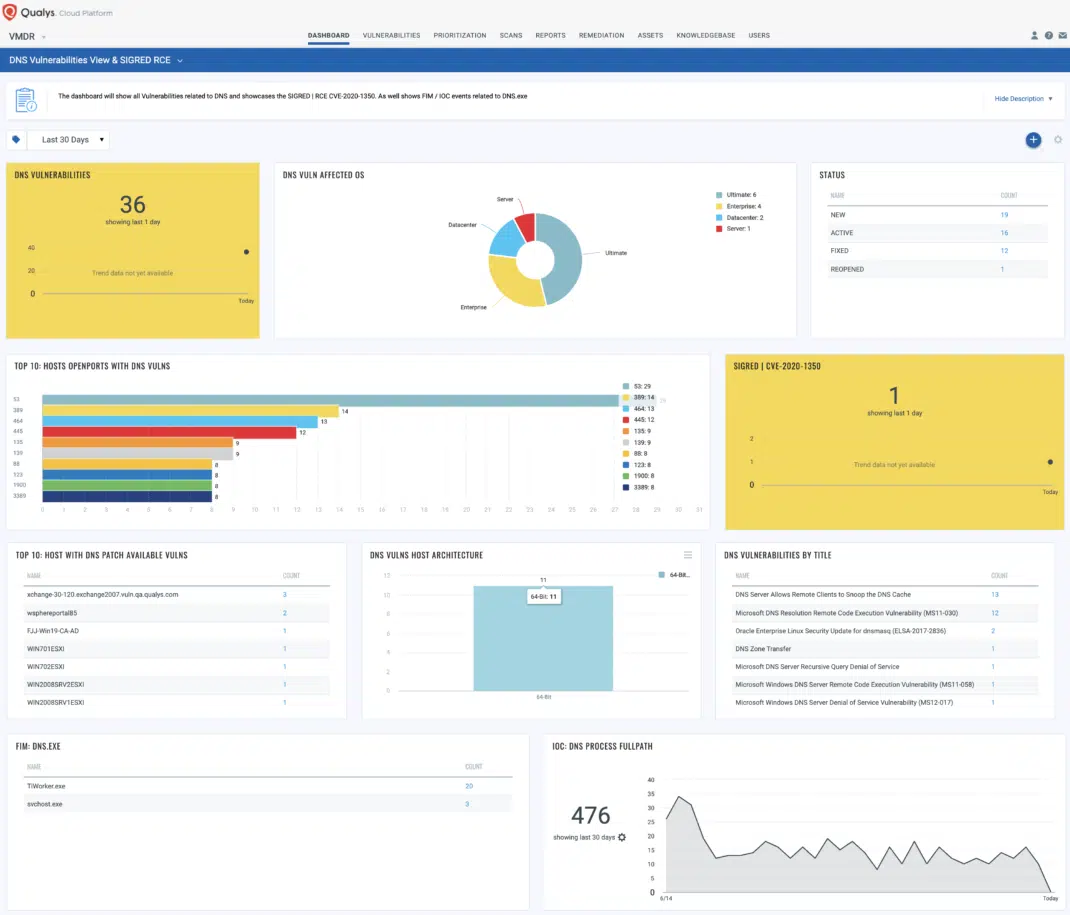 Qualys. Cloud Platform
VMDR
DASHBOARD VULNERABILITIES PRIORITIZATION SCANS REPORTS REMEDIATION ASSETS KNOWLEDGEBASE USERS
DNS Vulnerabilities View & SIGRED RCE
The dashboard will show all Vulnerabilities related to DNS and showcases the SIGRED | RCE CVE-2020-1350. As well shows FIM / IOC events related to DNS.exe
Hide Description
Last 30 Days
DNS VULNERABILITIES
36
showing last 1 day
40
20
Trend data not yet available
0
Today
DNS VULN AFFECTED OS
Server
Datacenter
Ultimate
Enterprise
Ultimate: 6
Enterprise: 4
Datacenter: 2
Server: 1
STATUS
NAME COUNT
NEW 19
ACTIVE 16
FIXED 12
REOPENED 1
TOP 10: HOSTS OPENPORTS WITH DNS VULNS
53 29
389 14
464 13
445 12
135 9
139 9
88 8
123 8
1900 8
3389 8
0 1 2 3 4 5 6 7 8 9 10 11 12 13 14 15 16 17 18 19 20 21 22 23 24 25 26 27 28 29 30 31
53: 29
389: 14
464: 13
445: 12
135: 9
139: 9
88: 8
123: 8
1900: 8
3389: 8
SIGRED | CVE-2020-1350
1
showing last 1 day
2
1
Trend data not yet available
0
Today
TOP 10: HOST WITH DNS PATCH AVAILABLE VULNS
NAME COUNT
xchange-30-120.exchange2007.vuln.qa.qualys.com 3
wsphereportal85 2
FJJ-Win19-CA-AD 1
WIN701ESXI 1
WIN702ESXI 1
WIN2008SRV2ESXI 1
WIN2008SRV1ESXI 1
DNS VULNS HOST ARCHITECTURE
12
10
8
6
4
2
0
11
64-Bit: 11
64-Bit
64-Bit...
DNS VULNERABILITIES BY TITLE
NAME COUNT
DNS Server Allows Remote Clients to Snoop the DNS Cache 13
Microsoft DNS Resolution Remote Code Execution Vulnerability (MS11-030) 12
Oracle Enterprise Linux Security Update for dnsmasq (ELSA-2017-2836) 2
DNS Zone Transfer 1
Microsoft DNS Server Recursive Query Denial of Service 1
Microsoft Windows DNS Server Remote Code Execution Vulnerability (MS11-058) 1
Microsoft Windows DNS Server Denial of Service Vulnerability (MS12-017) 1
FIM: DNS.EXE
NAME COUNT
TiWorker.exe 20
svchost.exe 3
IOC: DNS PROCESS FULLPATH
476
showing last 30 days
40
35
30
25
20
15
10
5
0
6/14 Today